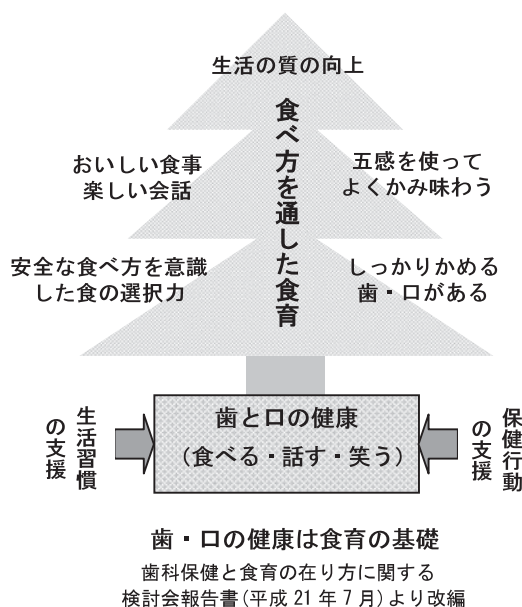 生活の質の向上
食べ方を通した食育
おいしい食事
楽しい会話
五感を使って
よくかみ味わう
安全な食べ方を意識
した食の選択力
しっかりかめる
歯・口がある
歯と口の健康
(食べる・話す・笑う)
生活習慣
の支援
保健行動
の支援
歯・口の健康は食育の基礎
歯科保健と食育の在り方に関する
検討会報告書(平成 21 年 7 月)より改編